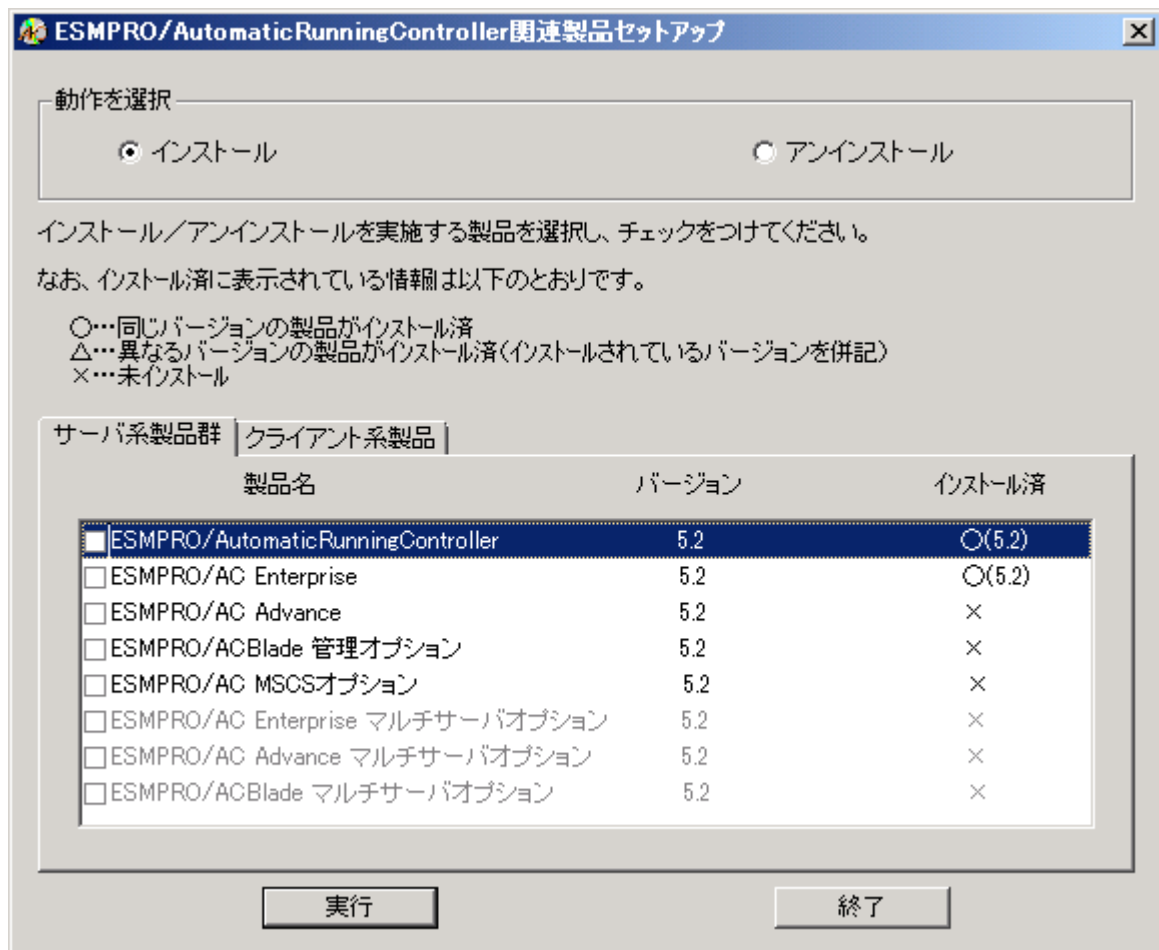 ESMPRO/AutomaticRunningController関連製品セットアップ
動作を選択
インストール アンインストール
インストール／アンインストールを実施する製品を選択し、チェックをつけてください。
なお、インストール済に表示されている情報は以下のとおりです。
○…同じバージョンの製品がインストール済
△…異なるバージョンの製品がインストール済(インストールされているバージョンを併記)
×…未インストール
サーバ系製品群 クライアント系製品
製品名 バージョン インストール済
ESMPRO/AutomaticRunningController 5.2 ○(5.2)
ESMPRO/AC Enterprise 5.2 ○(5.2)
ESMPRO/AC Advance 5.2 ×
ESMPRO/ACBlade 管理オプション 5.2 ×
ESMPRO/AC MSCSオプション 5.2 ×
ESMPRO/AC Enterprise マルチサーバオプション 5.2 ×
ESMPRO/AC Advance マルチサーバオプション 5.2 ×
ESMPRO/ACBlade マルチサーバオプション 5.2 ×
実行 終了